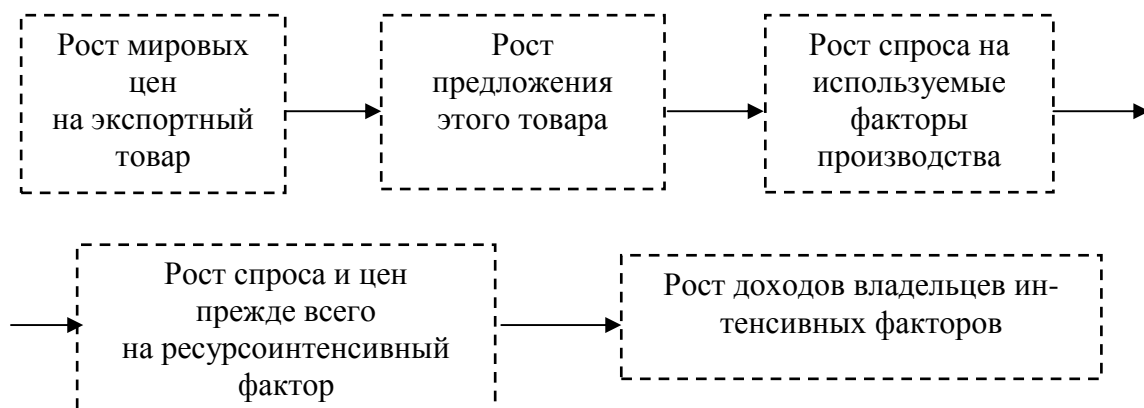 Рост мировых
цен
на экспортный
товар
Рост
предложения
этого товара
Рост спроса на
используемые
факторы
производства
Рост спроса и цен
прежде всего
на ресурсоинтенсивный
фактор
Рост доходов владельцев ин-
тенсивных факторов